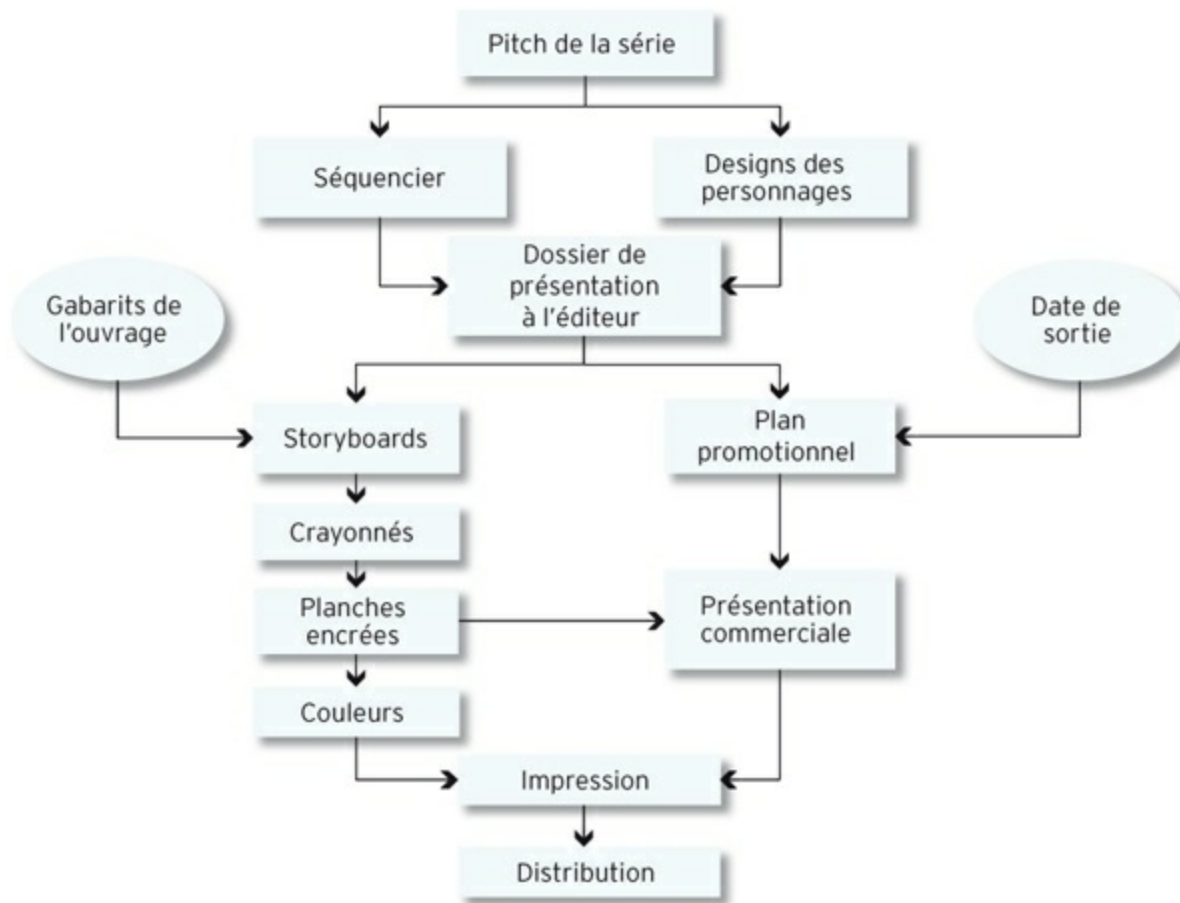 Pitch de la série
Séquencier
Designs des
personnages
Dossier de
présentation
à l'éditeur
Gabarits de
l'ouvrage
Date de
sortie
Storyboards
Plan
promotionnel
Crayonnés
Planches
encrées
Présentation
commerciale
Couleurs
Impression
Distribution